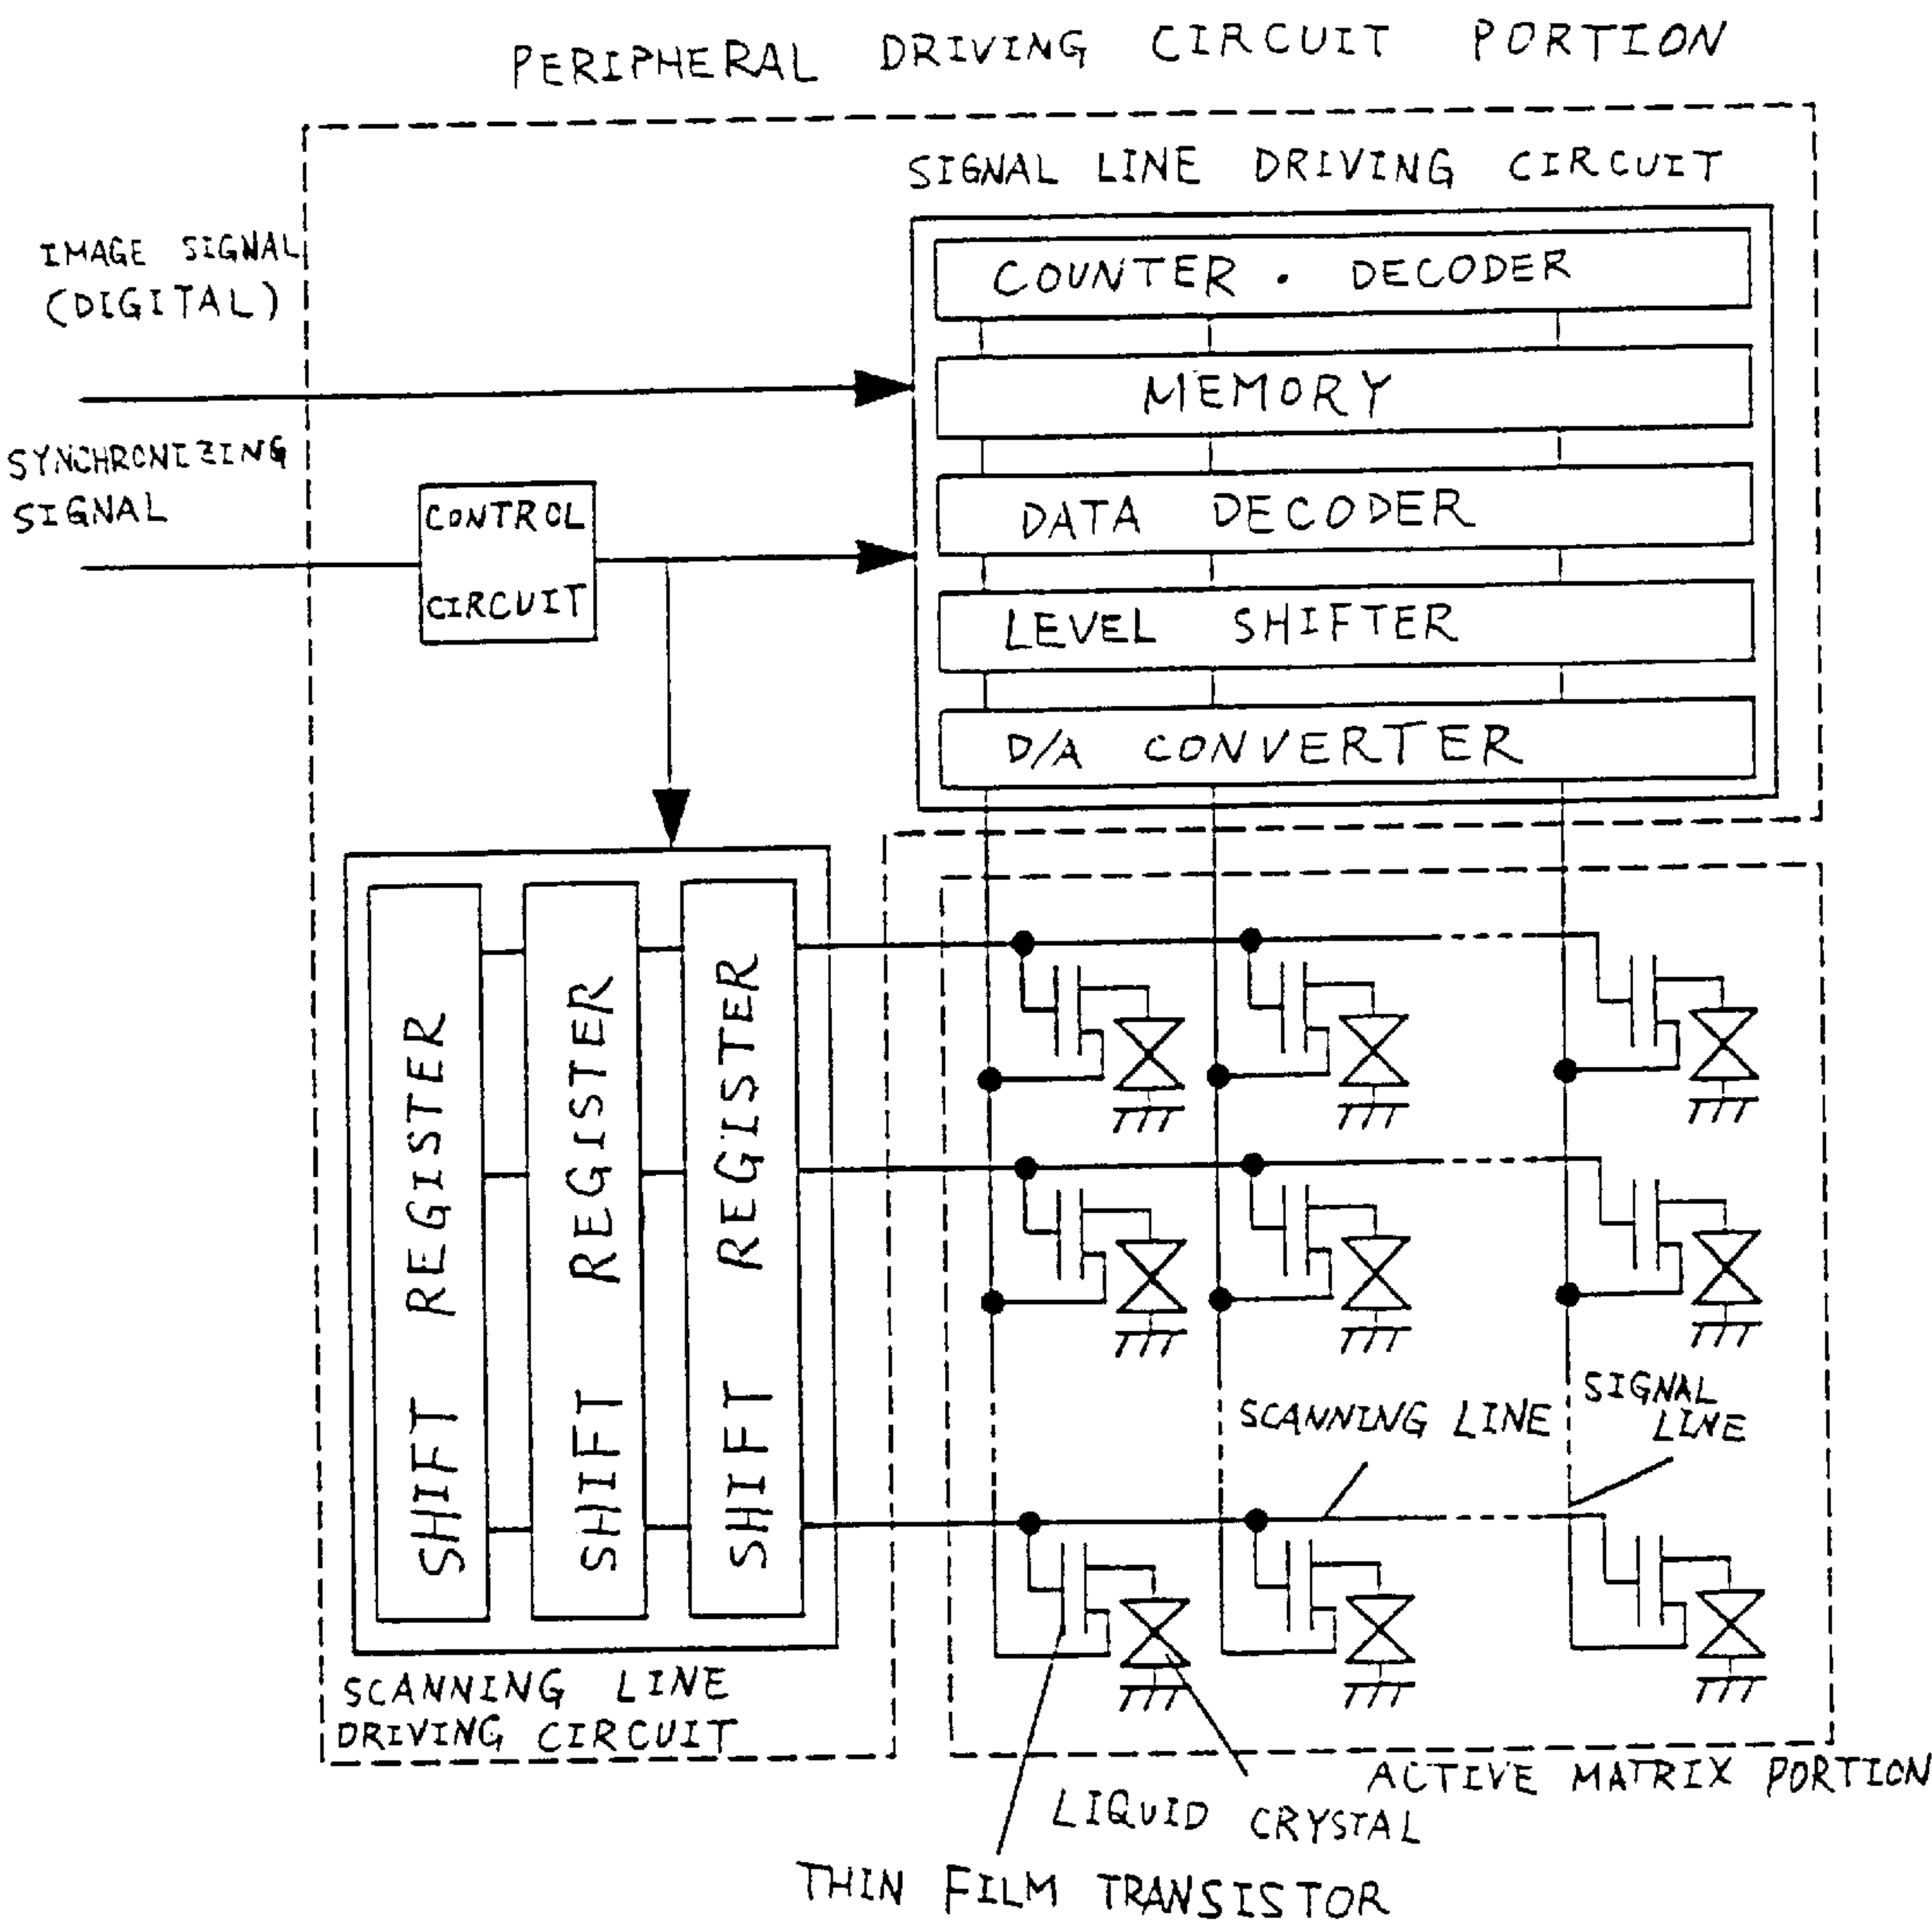 PERIPHERAL DRIVING CIRCUIT PORTION
SIGNAL LINE DRIVING CIRCUIT
IMAGE SIGNAL
(DIGITAL)
COUNTER · DECODER
MEMORY
SYNCHRONIZING
SIGNAL
CONTROL
CIRCUIT
DATA DECODER
LEVEL SHIFTER
D/A CONVERTER
SHIFT REGISTER
SHIFT REGISTER
SHIFT REGISTER
SCANNING LINE
SIGNAL
LINE
SCANNING LINE
DRIVING CIRCUIT
ACTIVE MATRIX PORTION
LIQUID CRYSTAL
THIN FILM TRANSISTOR